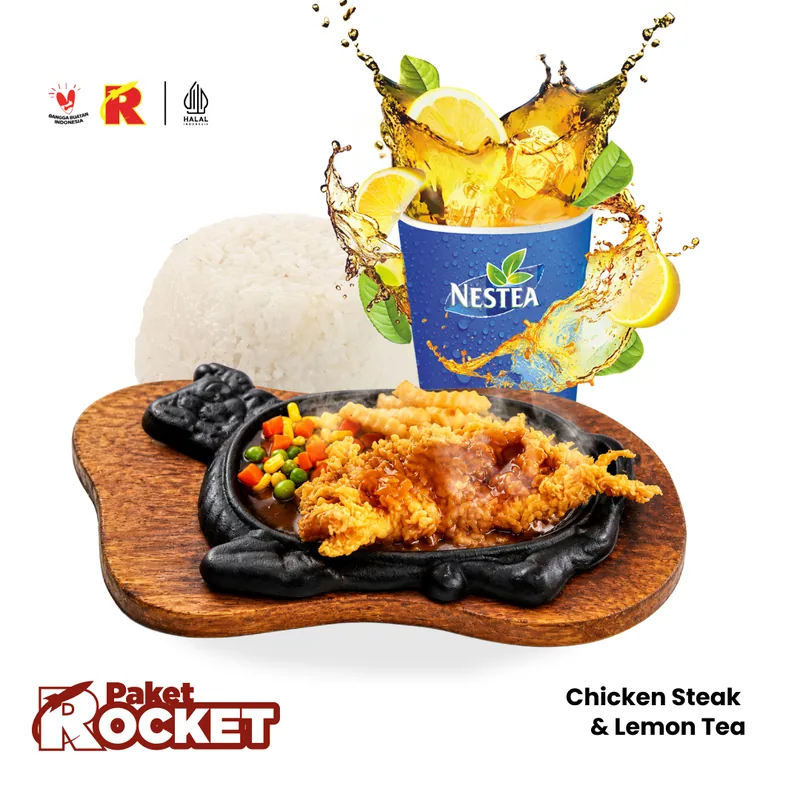 BANGGA BUATAN
INDONESIA
R
HALAL
INDONESIA
NESTEA
Paket
ROCKET
Chicken Steak
& Lemon Tea